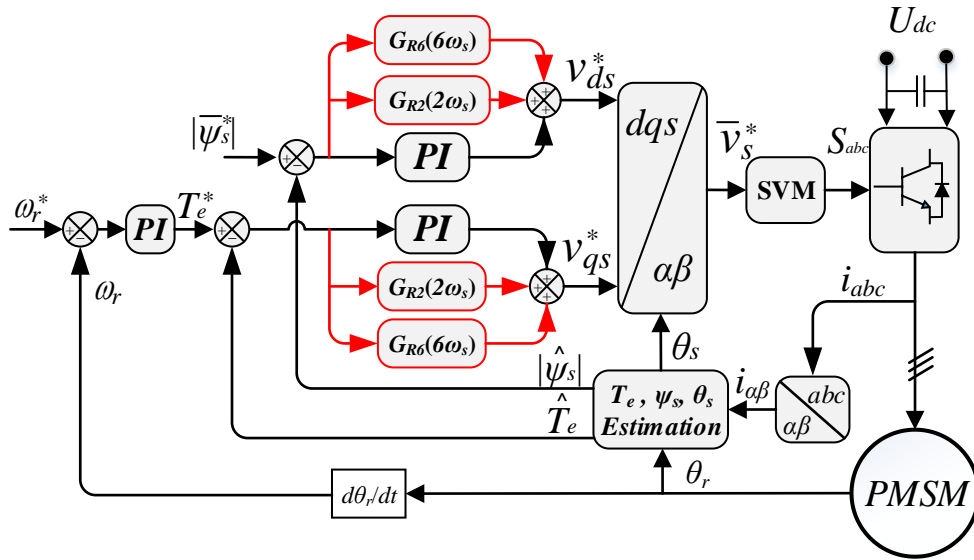 U_dc
G_R6(6ω_s)
G_R2(2ω_s)
PI
v*_ds
|ψ̅*_s|
dqs
αβ
v̅*_s
SVM
S_abc
ω*_r
PI
T*_e
PI
v*_qs
G_R2(2ω_s)
G_R6(6ω_s)
ω_r
i_abc
θ_s
|ψ̂_s|
T̂_e
T_e , ψ_s, θ_s
Estimation
i_αβ
abc
αβ
θ_r
dθ_r/dt
PMSM